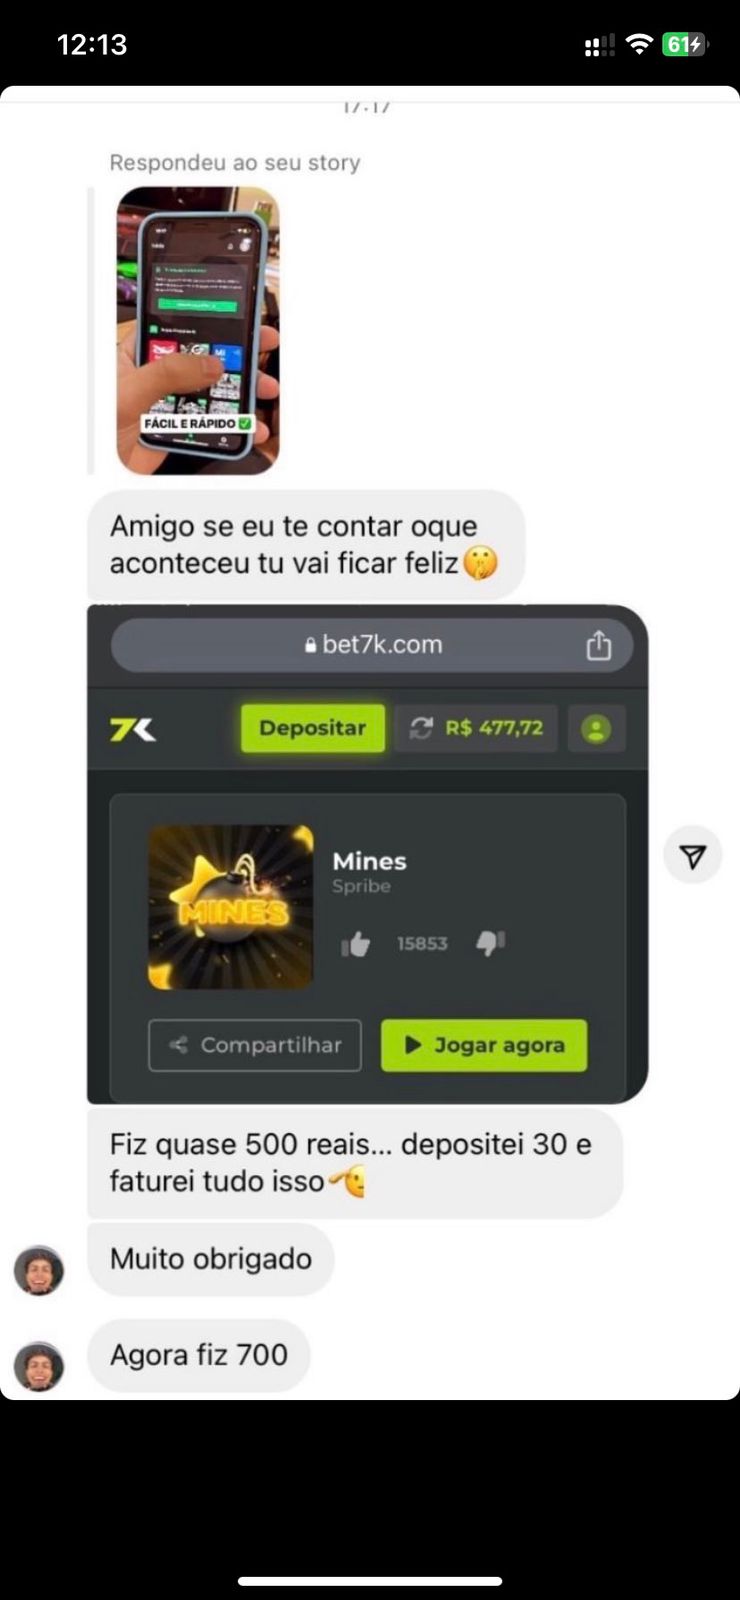 12:13
61
17:17
Respondeu ao seu story
FÁCIL E RÁPIDO ✅
Amigo se eu te contar oque
aconteceu tu vai ficar feliz🤫
bet7k.com
7K
Depositar
R$ 477,72
MINES
Mines
Spribe
15853
Compartilhar
Jogar agora
Fiz quase 500 reais... depositei 30 e
faturei tudo isso🫡
Muito obrigado
Agora fiz 700